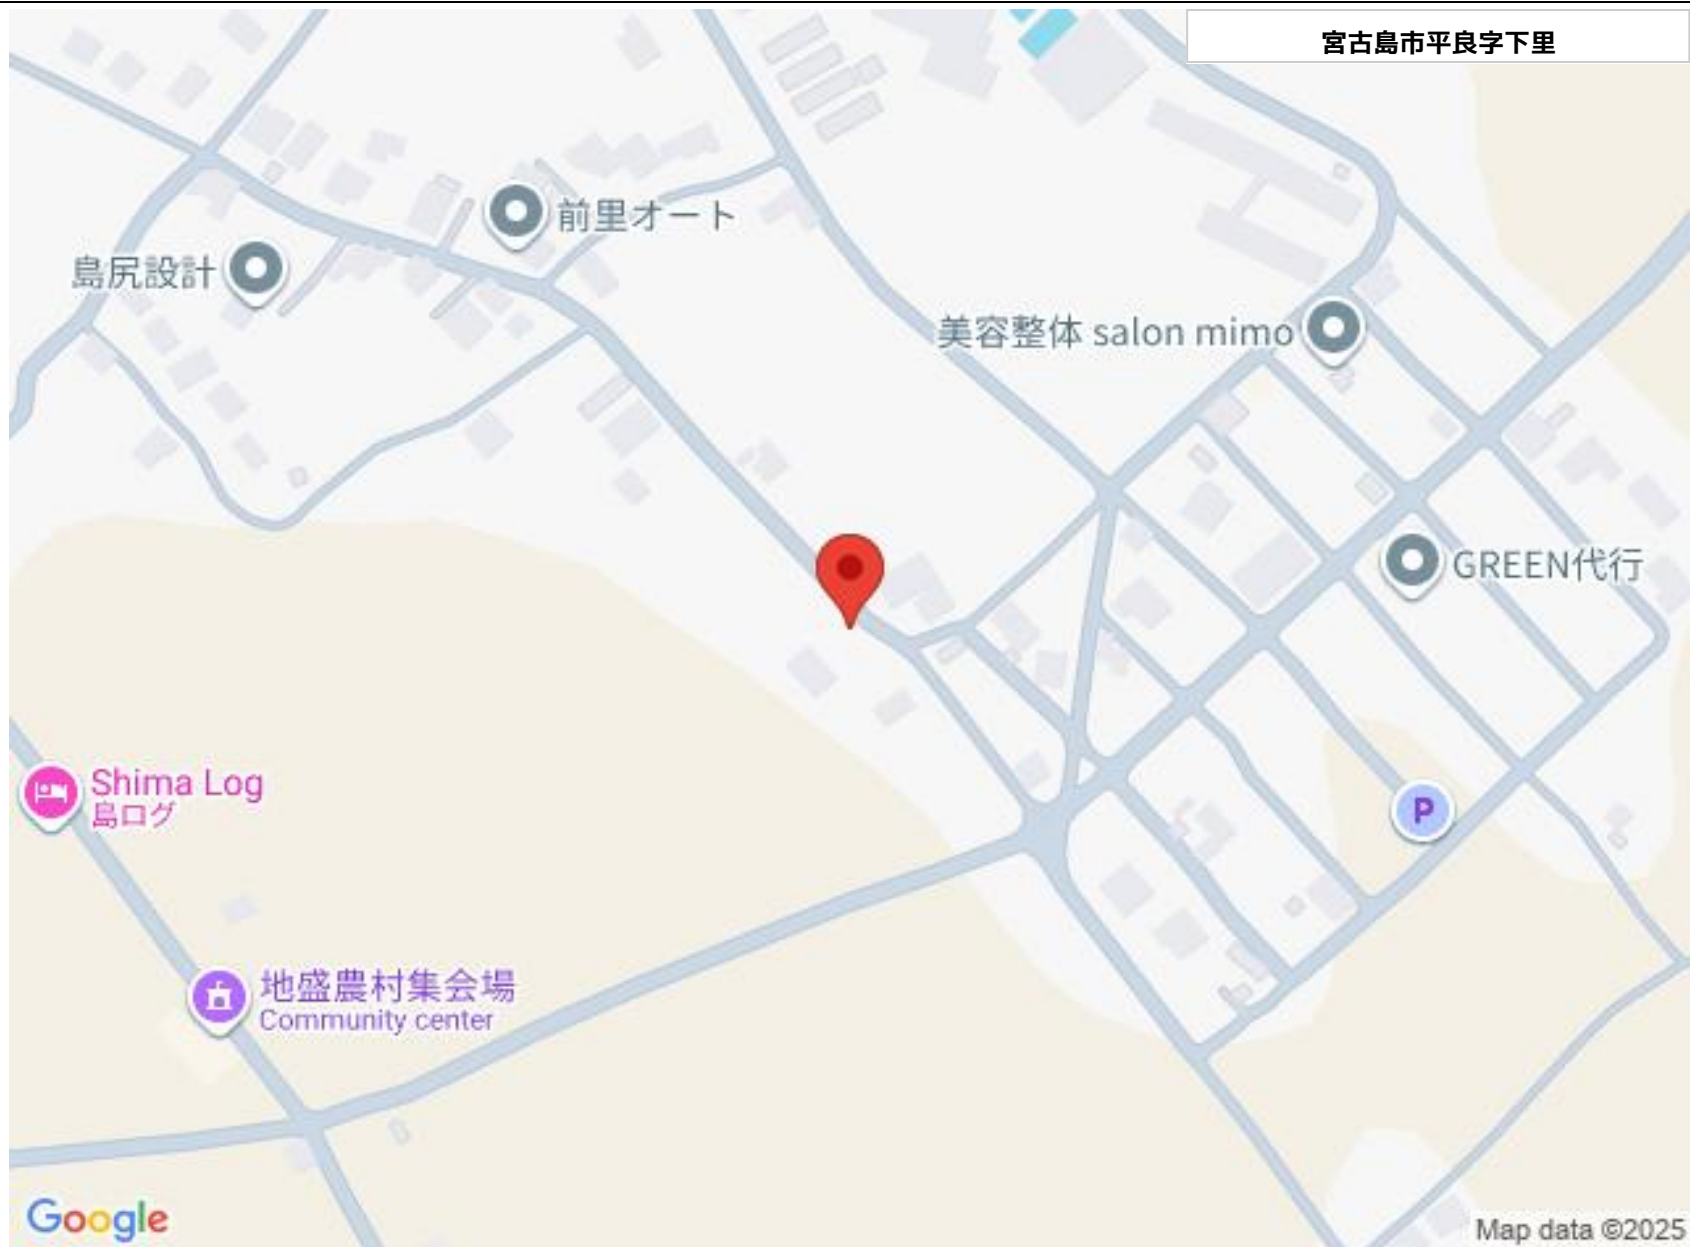 宮古島市平良字下里
前里オート
島尻設計
美容整体 salon mimo
GREEN代行
Shima Log
島ログ
P
地盛農村集会場
Community center
Google
Map data ©2025